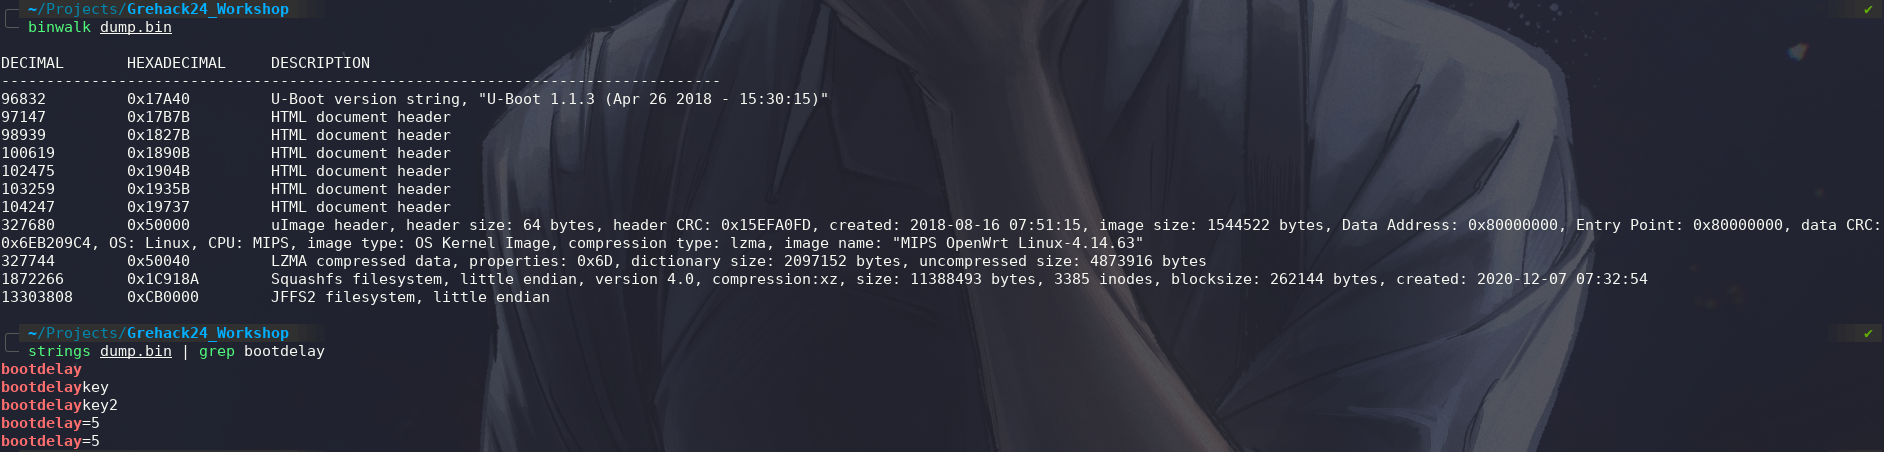 ~/Projects/Grehack24_Workshop ✔
binwalk dump.bin
DECIMAL       HEXADECIMAL     DESCRIPTION
--------------------------------------------------------------------------------
96832         0x17A40         U-Boot version string, "U-Boot 1.1.3 (Apr 26 2018 - 15:30:15)"
97147         0x17B7B         HTML document header
98939         0x1827B         HTML document header
100619        0x1890B         HTML document header
102475        0x1904B         HTML document header
103259        0x1935B         HTML document header
104247        0x19737         HTML document header
327680        0x50000         uImage header, header size: 64 bytes, header CRC: 0x15EFA0FD, created: 2018-08-16 07:51:15, image size: 1544522 bytes, Data Address: 0x80000000, Entry Point: 0x80000000, data CRC:
0x6EB209C4, OS: Linux, CPU: MIPS, image type: OS Kernel Image, compression type: lzma, image name: "MIPS OpenWrt Linux-4.14.63"
327744        0x50040         LZMA compressed data, properties: 0x6D, dictionary size: 2097152 bytes, uncompressed size: 4873916 bytes
1872266       0x1C918A        Squashfs filesystem, little endian, version 4.0, compression:xz, size: 11388493 bytes, 3385 inodes, blocksize: 262144 bytes, created: 2020-12-07 07:32:54
13303808      0xCB0000        JFFS2 filesystem, little endian
~/Projects/Grehack24_Workshop ✔
strings dump.bin | grep bootdelay
bootdelay
bootdelaykey
bootdelaykey2
bootdelay=5
bootdelay=5